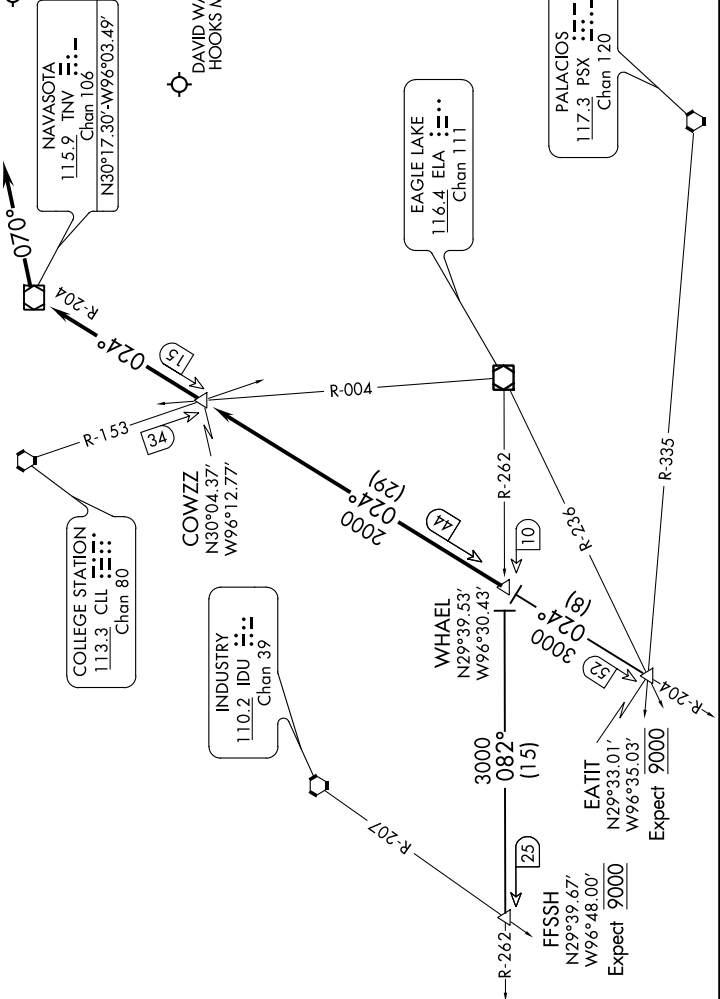 NAVASOTA
115.9 TNV
Chan 106
N30°17.30'-W96°03.49'
070°
DAVID WA
HOOKS M
PALACIOS
117.3 PSX
Chan 120
EAGLE LAKE
116.4 ELA
Chan 111
R-204
024°
15
R-153
34
R-004
COLLEGE STATION
113.3 CLL
Chan 80
COWZZ
N30°04.37'
W96°12.77'
2000
024°
(29)
44
R-262
10
R-236
R-335
WHAEL
N29°39.53'
W96°30.43'
3000
024°
(8)
52
R-204
INDUSTRY
110.2 IDU
Chan 39
R-207
3000
082°
(15)
25
R-262
EATIT
N29°33.01'
W96°35.03'
Expect 9000
FFSSH
N29°39.67'
W96°48.00'
Expect 9000